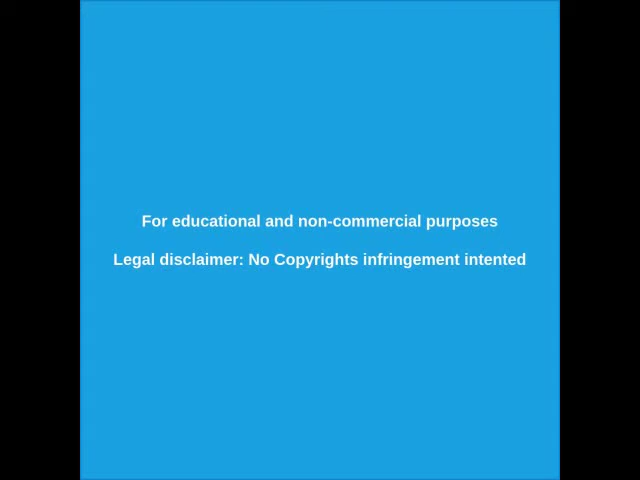 For educational and non-commercial purposes
Legal disclaimer: No Copyrights infringement intented